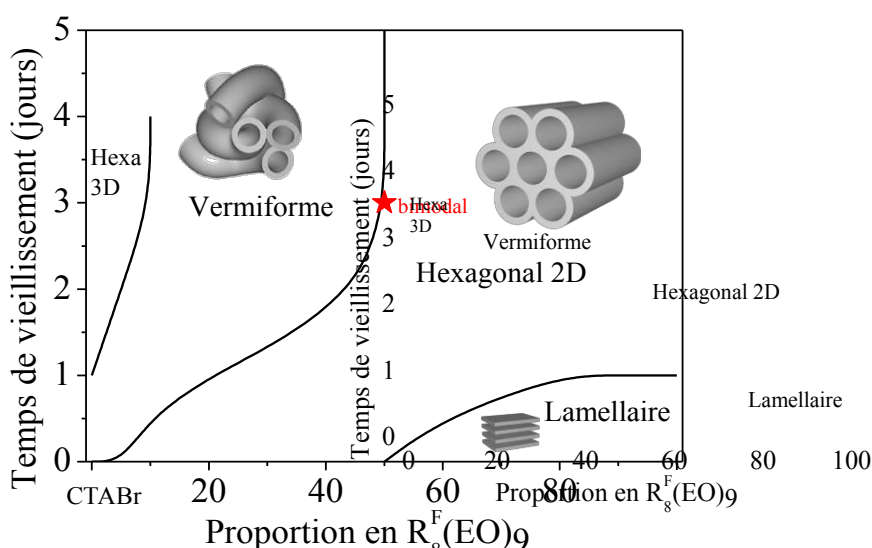 5
4
3
2
1
0
Temps de vieillissement (jours)
Hexa
3D
Vermiforme
bimodal
Hexagonal 2D
Lamellaire
CTABr
20
40
60
80
Proportion en R₈ᶠ(EO)9
Temps de vieillissement (jours)
5
4
3
2
1
0
Hexa
3D
Vermiforme
Hexagonal 2D
Lamellaire
0
20
40
60
80
100
Proportion en R₈ᶠ(EO)9